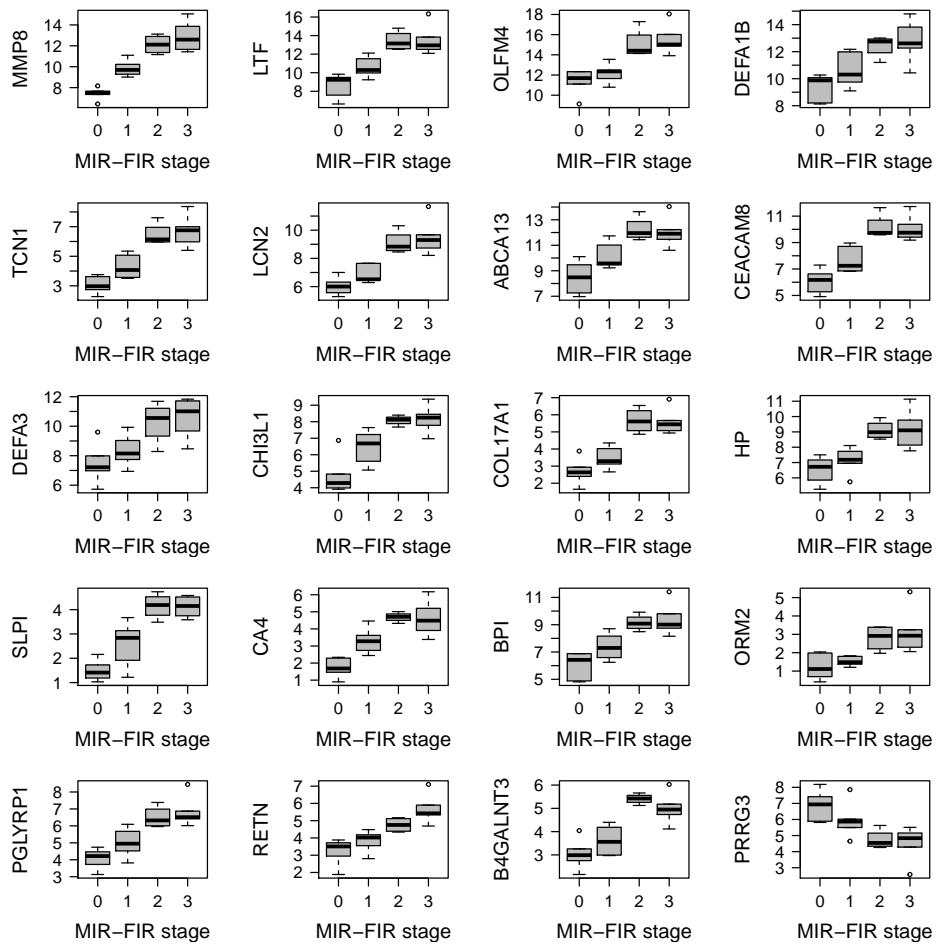 MMP8
14
12
10
8
0 1 2 3
MIR−FIR stage
LTF
16
14
12
10
8
0 1 2 3
MIR−FIR stage
OLFM4
18
16
14
12
10
0 1 2 3
MIR−FIR stage
DEFA1B
14
12
10
8
0 1 2 3
MIR−FIR stage
TCN1
7
5
3
0 1 2 3
MIR−FIR stage
LCN2
10
8
6
0 1 2 3
MIR−FIR stage
ABCA13
13
11
9
7
0 1 2 3
MIR−FIR stage
CEACAM8
9
7
5
0 1 2 3
MIR−FIR stage
DEFA3
12
10
8
6
0 1 2 3
MIR−FIR stage
CHI3L1
9
8
7
6
5
4
0 1 2 3
MIR−FIR stage
COL17A1
7
6
5
4
3
2
0 1 2 3
MIR−FIR stage
HP
11
10
9
8
7
6
0 1 2 3
MIR−FIR stage
SLPI
4
3
2
1
0 1 2 3
MIR−FIR stage
CA4
6
5
4
3
2
1
0 1 2 3
MIR−FIR stage
BPI
11
9
7
5
0 1 2 3
MIR−FIR stage
ORM2
5
4
3
2
1
0 1 2 3
MIR−FIR stage
PGLYRP1
8
7
6
5
4
3
0 1 2 3
MIR−FIR stage
RETN
7
6
5
4
3
2
0 1 2 3
MIR−FIR stage
B4GALNT3
6
5
4
3
0 1 2 3
MIR−FIR stage
PRRG3
8
7
6
5
4
3
0 1 2 3
MIR−FIR stage